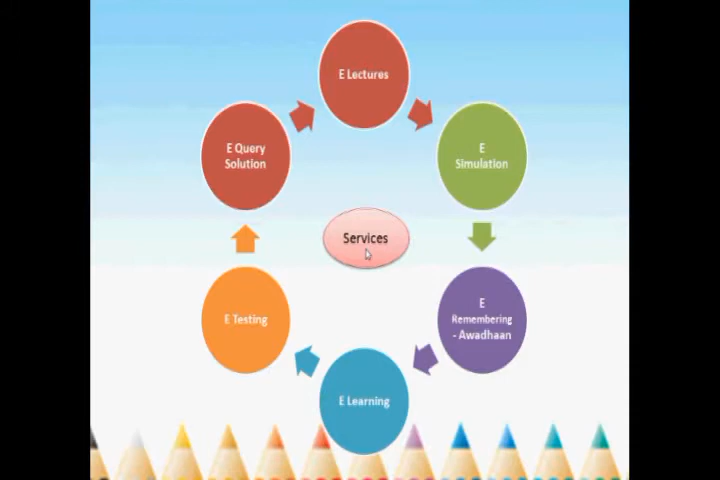 E Lectures
E
Simulation
E
Remembering
- Awadhaan
E Learning
E Testing
E Query
Solution
Services